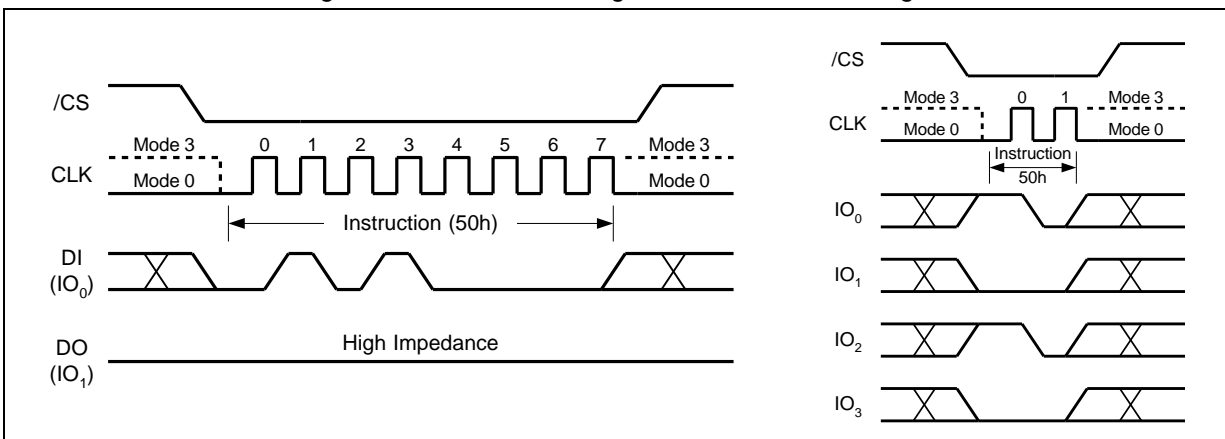 /CS
Mode 3 0 1 2 3 4 5 6 7 Mode 3
CLK Mode 0 Mode 0
Instruction (50h)
DI
(IO0)
High Impedance
DO
(IO1)
/CS
Mode 3 0 1 Mode 3
CLK Mode 0 Mode 0
Instruction
50h
IO0
IO1
IO2
IO3